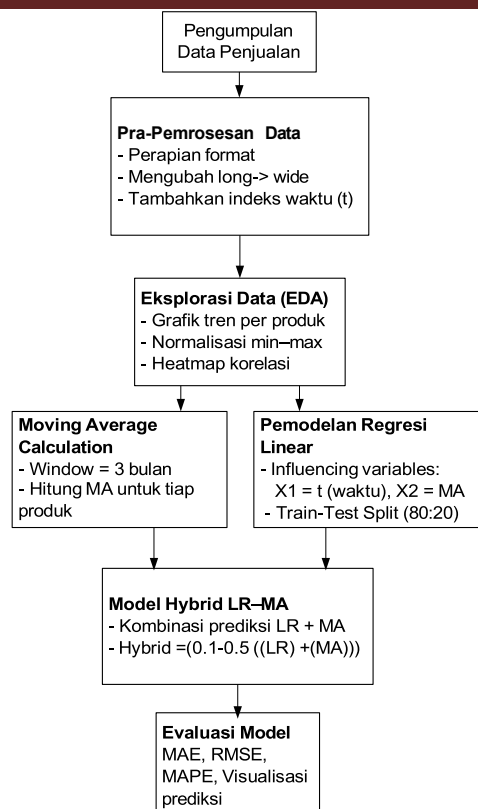 Pengumpulan
Data Penjualan
Pra-Pemrosesan Data
- Perapian format
- Mengubah long-> wide
- Tambahkan indeks waktu (t)
Eksplorasi Data (EDA)
- Grafik tren per produk
- Normalisasi min–max
- Heatmap korelasi
Moving Average
Calculation
- Window = 3 bulan
- Hitung MA untuk tiap
produk
Pemodelan Regresi
Linear
- Influencing variables:
X1 = t (waktu), X2 = MA
- Train-Test Split (80:20)
Model Hybrid LR–MA
- Kombinasi prediksi LR + MA
- Hybrid =(0.1-0.5 ((LR) +(MA)))
Evaluasi Model
MAE, RMSE,
MAPE, Visualisasi
prediksi